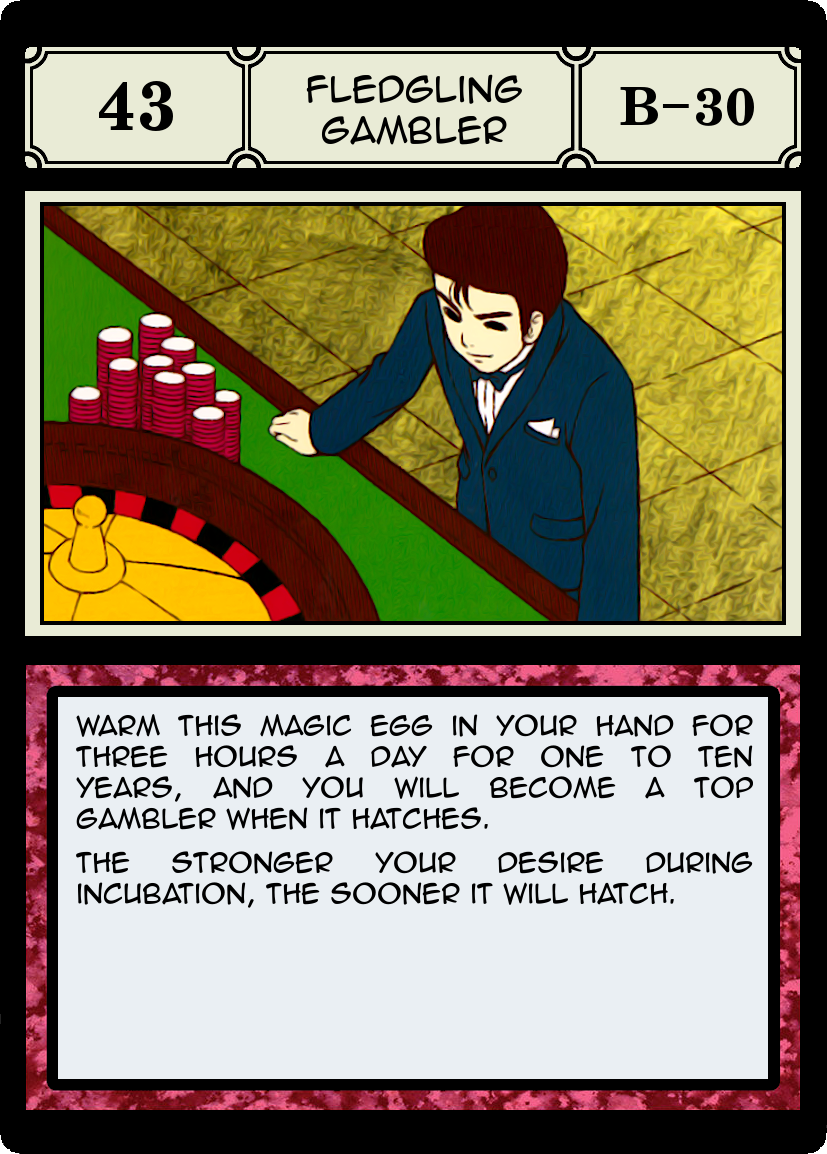 43
FLEDGLING
GAMBLER
B-30
WARM THIS MAGIC EGG IN YOUR HAND FOR
THREE HOURS A DAY FOR ONE TO TEN
YEARS, AND YOU WILL BECOME A TOP
GAMBLER WHEN IT HATCHES.
THE STRONGER YOUR DESIRE DURING
INCUBATION, THE SOONER IT WILL HATCH.